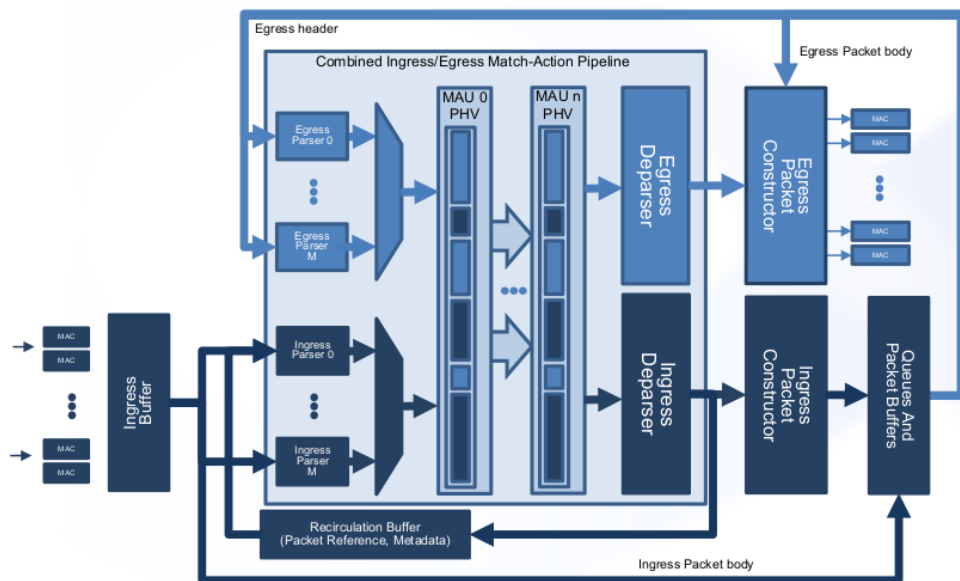 Egress header
Egress Packet body
Combined Ingress/Egress Match-Action Pipeline
MAU 0
PHV
MAU n
PHV
Egress
Parser 0
Egress
Parser
M
Egress
Deparser
Egress
Packet
Constructor
MAC
MAC
MAC
MAC
MAC
MAC
MAC
MAC
Ingress
Buffer
Ingress
Parser 0
Ingress
Parser
M
Ingress
Deparser
Ingress
Packet
Constructor
Queues And
Packet Buffers
Recirculation Buffer
(Packet Reference, Metadata)
Ingress Packet body